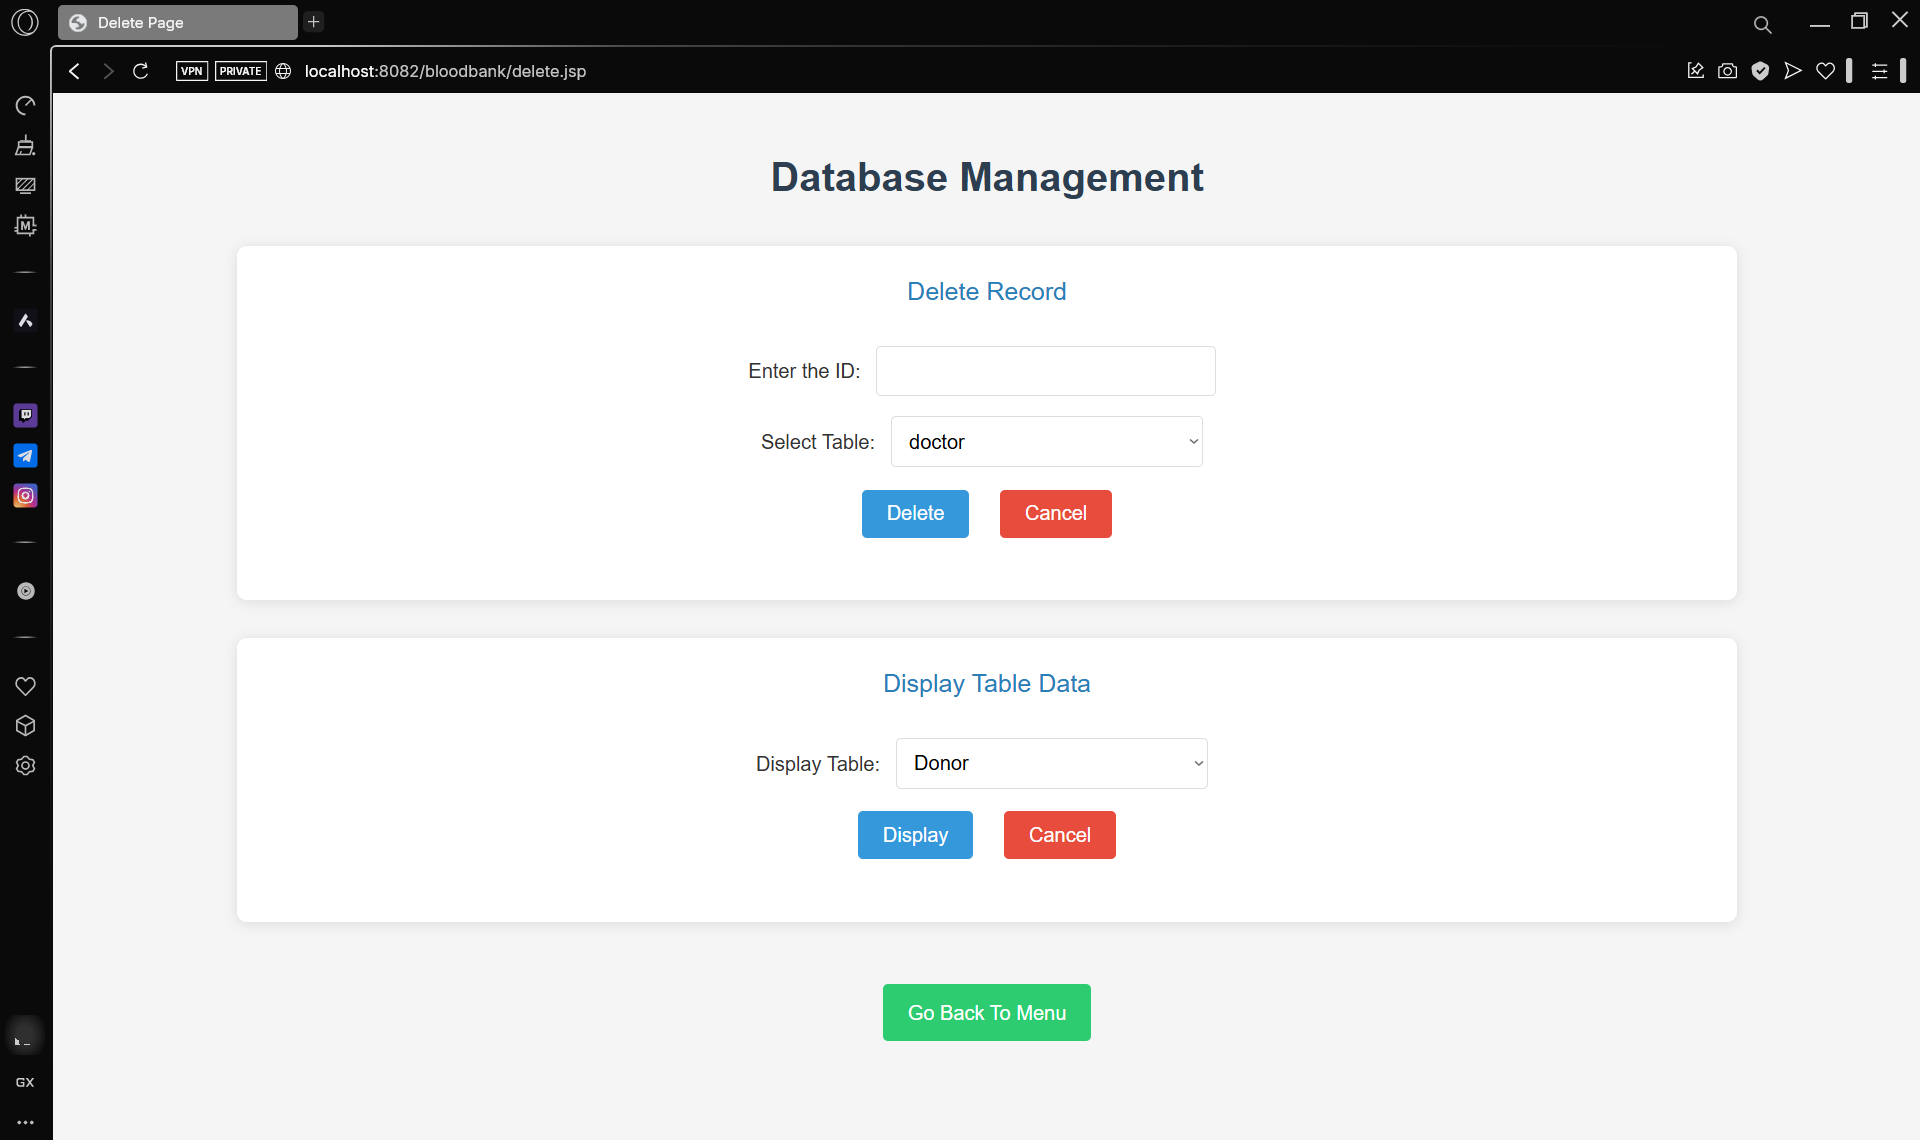 Delete Page
VPN PRIVATE localhost:8082/bloodbank/delete.jsp
M
Database Management
Delete Record
Enter the ID:
Select Table: doctor
Delete Cancel
Display Table Data
Display Table: Donor
Display Cancel
Go Back To Menu
GX